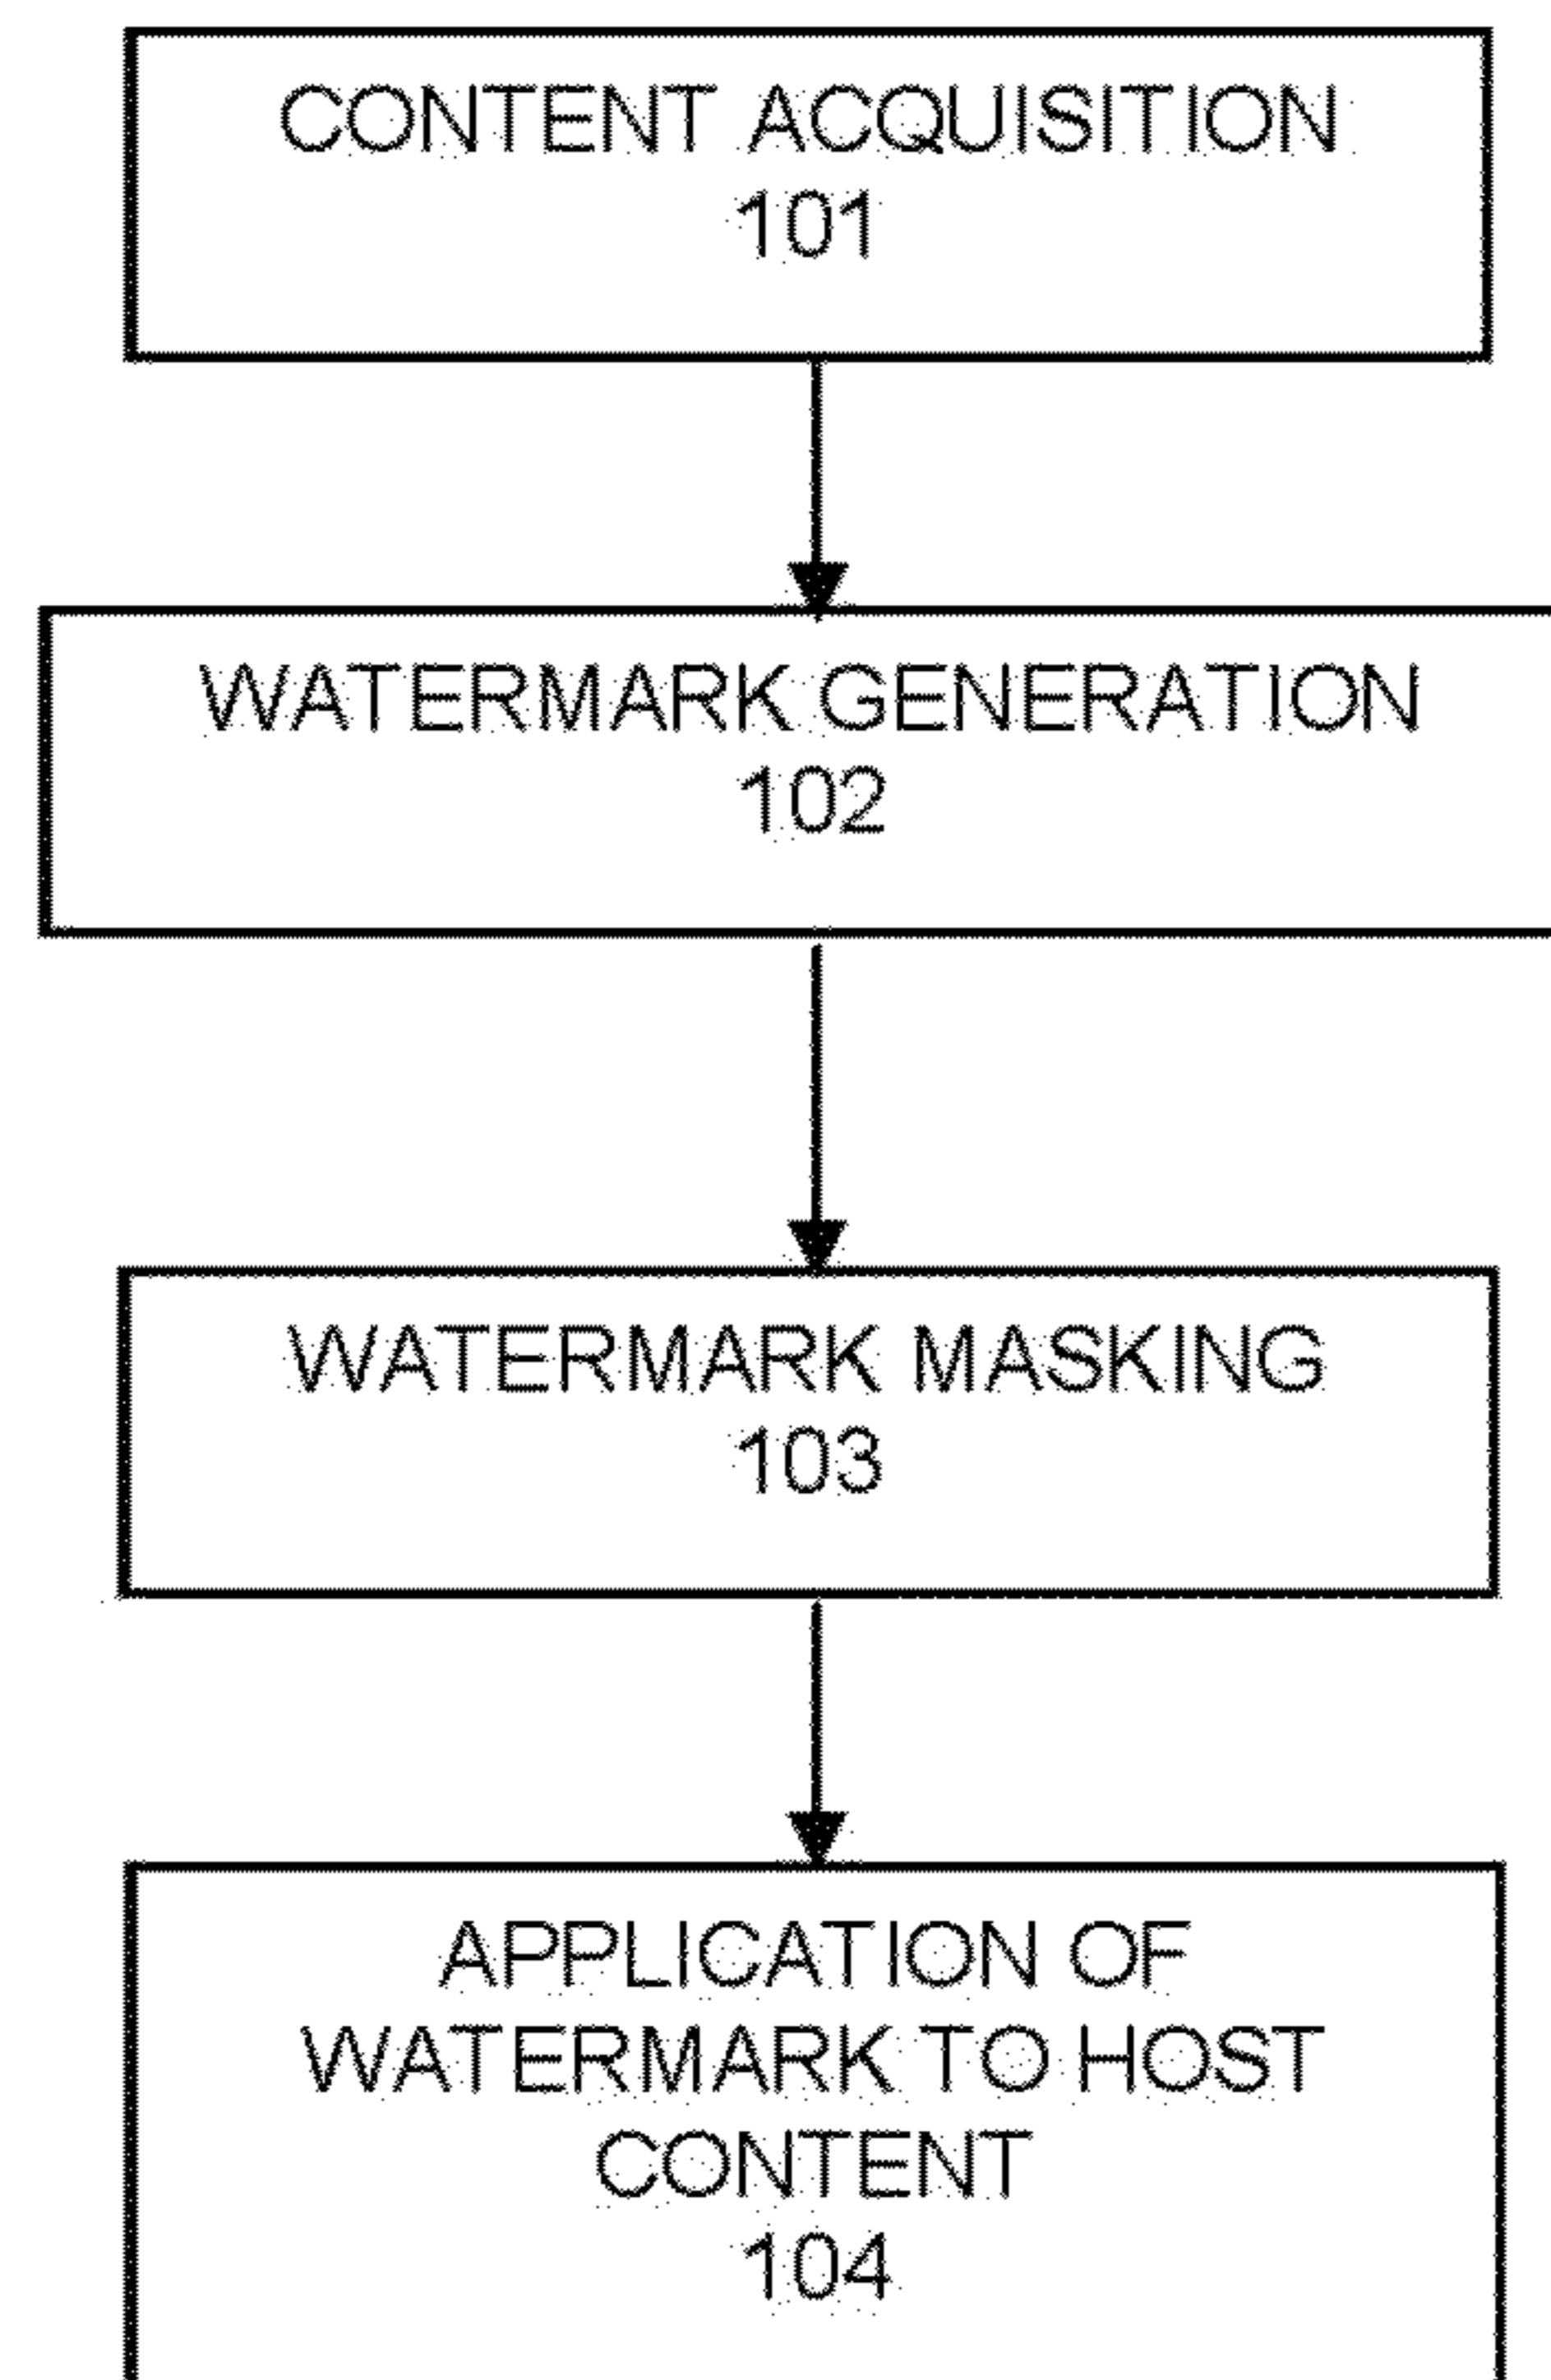 CONTENT ACQUISITION
101
WATERMARK GENERATION
102
WATERMARK MASKING
103
APPLICATION OF
WATERMARK TO HOST
CONTENT
104